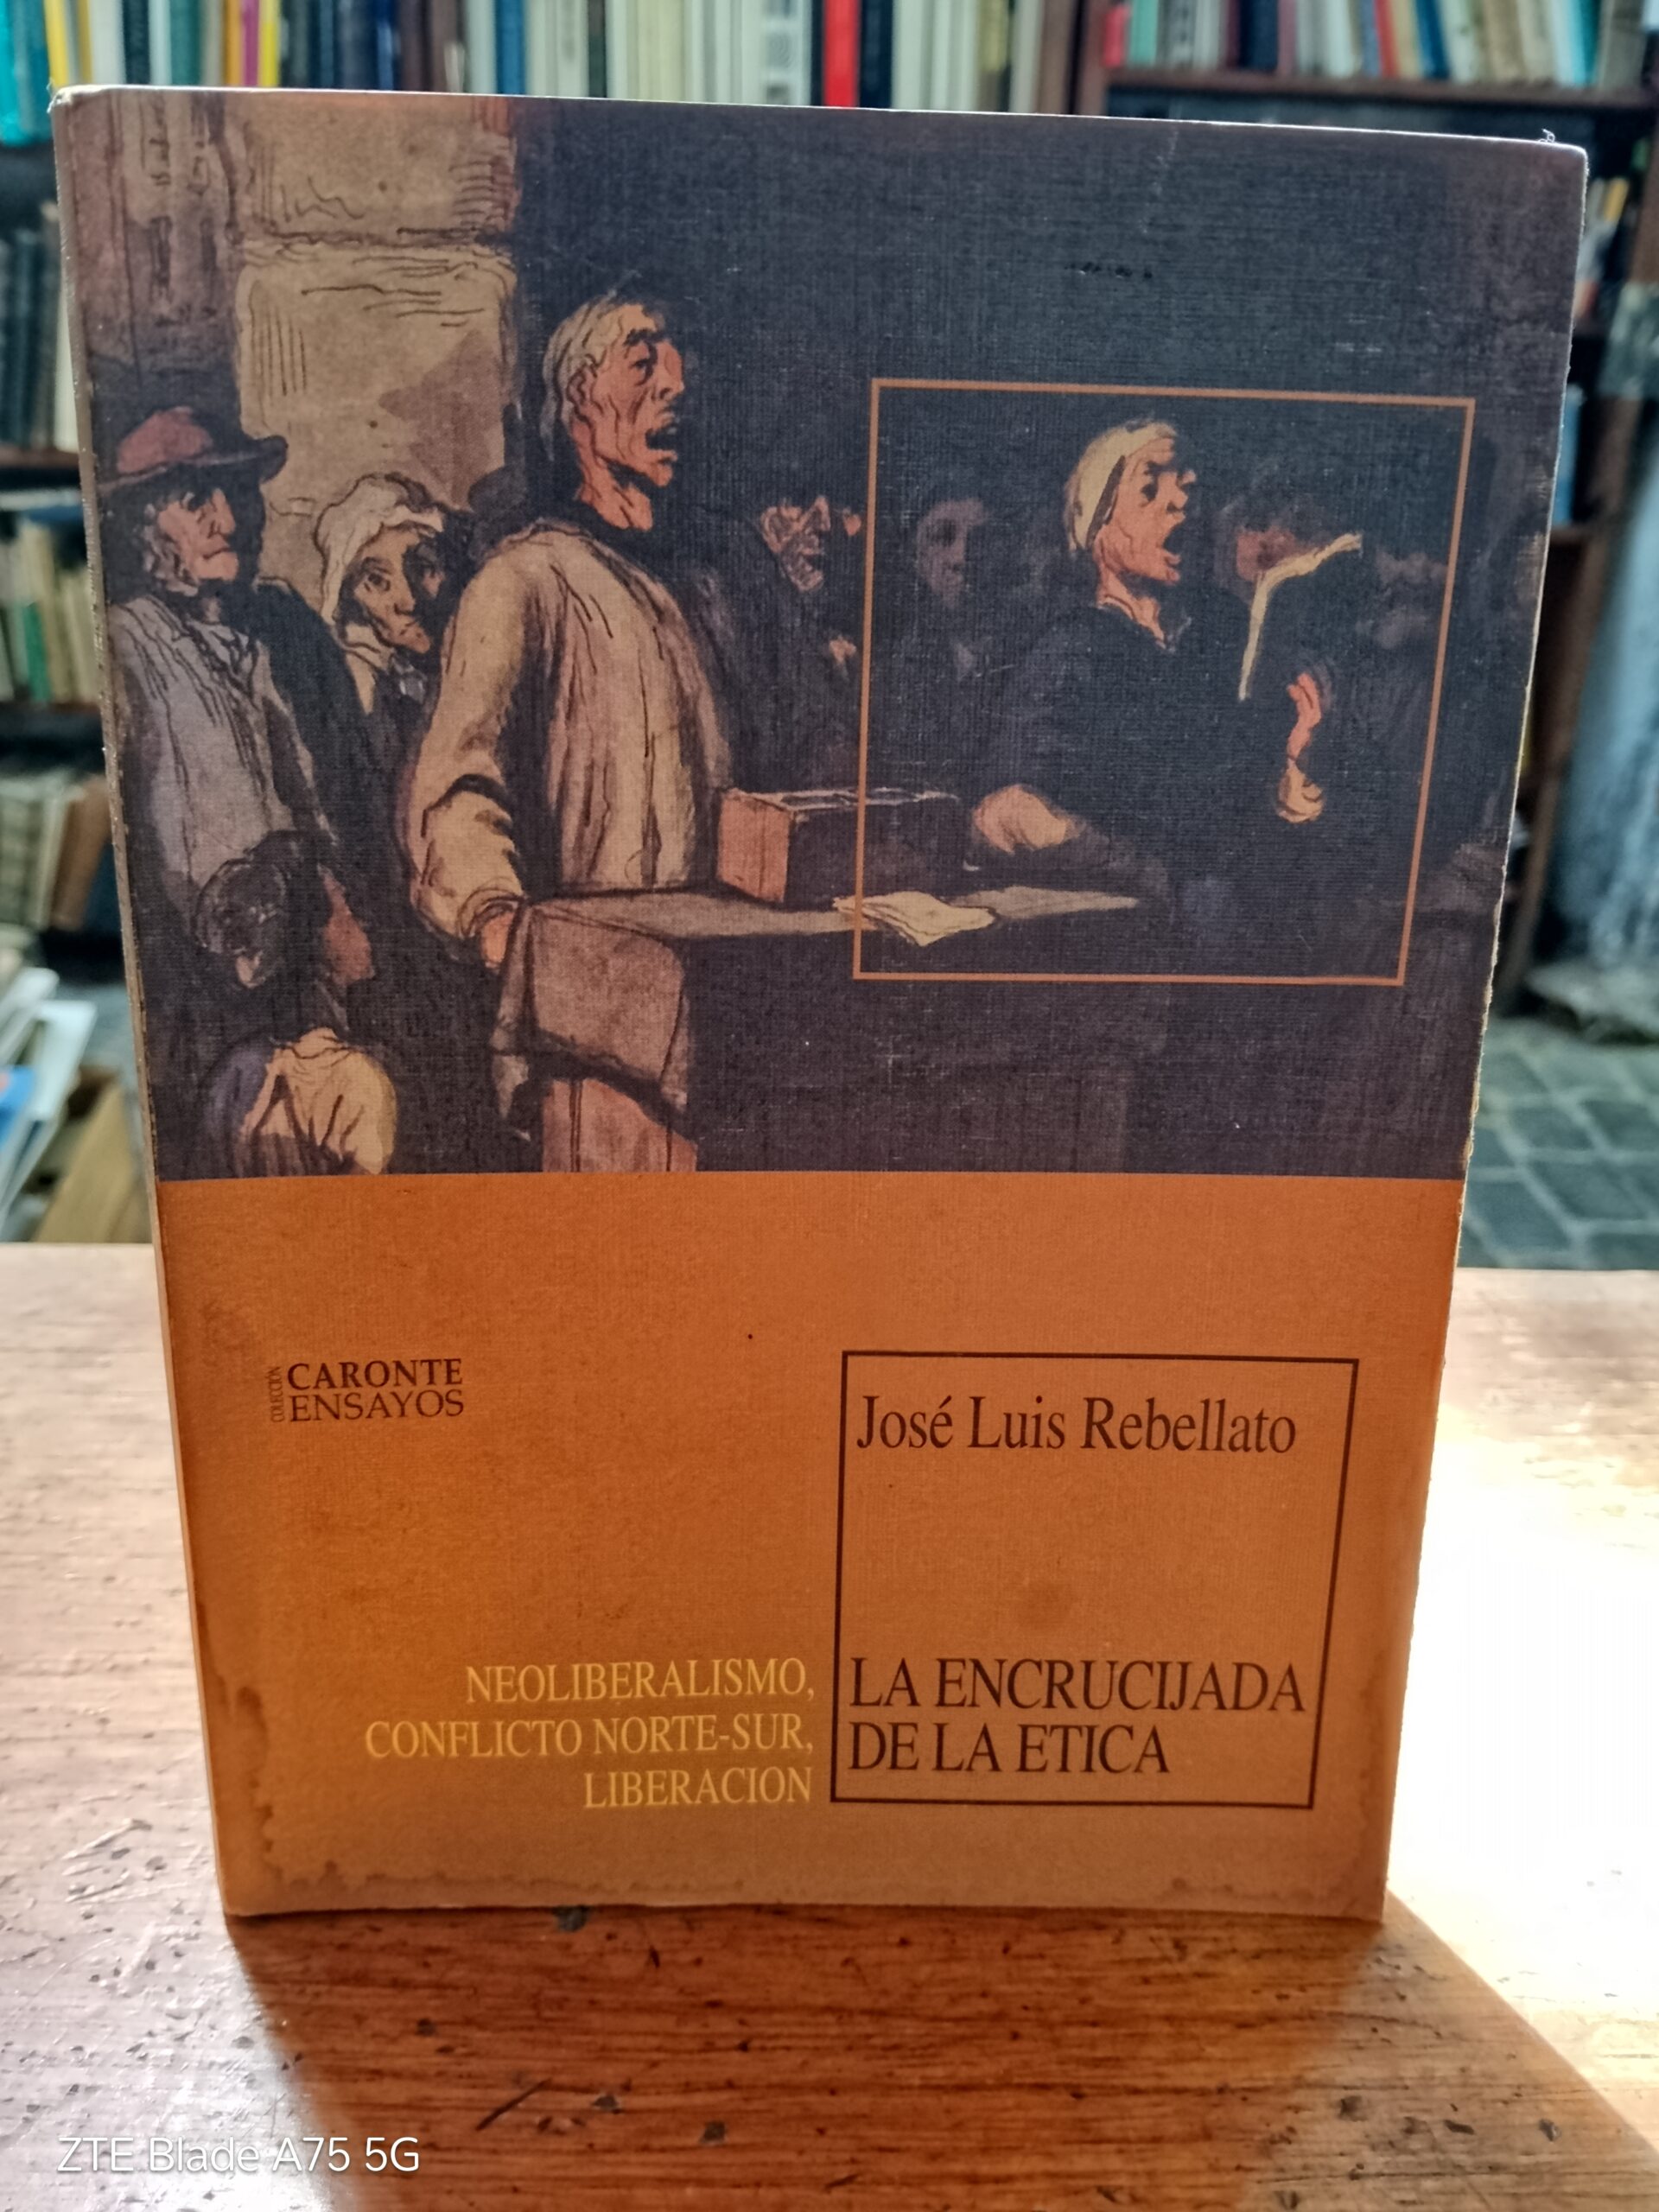 COLECCIÓN
CARONTE
ENSAYOS
José Luis Rebellato
NEOLIBERALISMO,
CONFLICTO NORTE-SUR,
LIBERACION
LA ENCRUCIJADA
DE LA ETICA
ZTE Blade A75 5G